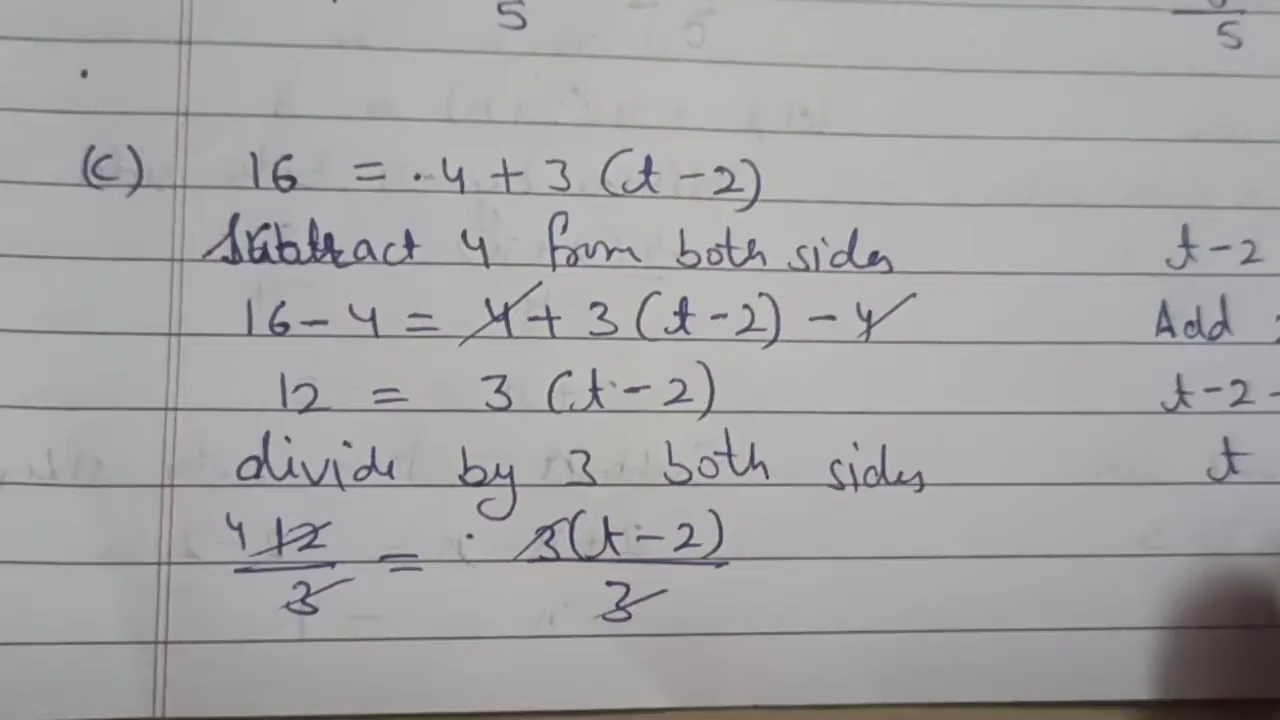 5
5
(c) 16 = 4 + 3 (t - 2)
Subtract 4 from both sides
16 - 4 = 4 + 3 (t - 2) - 4
12 = 3 (t - 2)
divide by 3 both sides
4 12 / 3 = 3(t - 2) / 3
t - 2
Add
t - 2 -
t